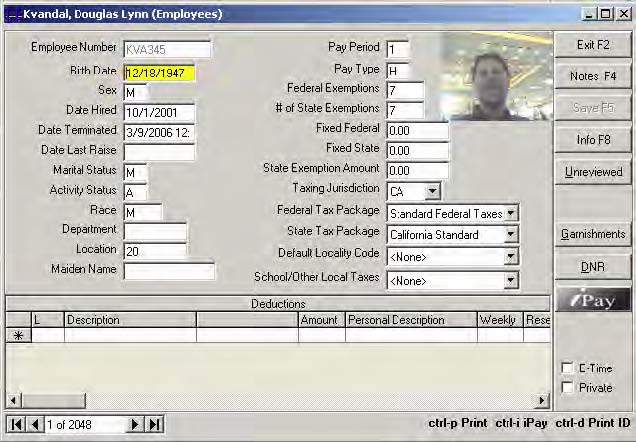 Kvandal, Douglas Lynn (Employees)
Employee Number KVA345
Birth Date 12/18/1947
Sex M
Date Hired 10/1/2001
Date Terminated 3/9/2006 12:
Date Last Raise
Marital Status M
Activity Status A
Race M
Department
Location 20
Maiden Name
Pay Period 1
Pay Type H
Federal Exemptions 7
# of State Exemptions 7
Fixed Federal 0.00
Fixed State 0.00
State Exemption Amount 0.00
Taxing Jurisdiction CA
Federal Tax Package Standard Federal Taxes
State Tax Package California Standard
Default Locality Code <None>
School/Other Local Taxes <None>
Exit F2
Notes F4
Save F5
Info F8
Unreviewed
Garnishments
DNR
iPay
E-Time
Private
Deductions
L Description Amount Personal Description Weekly Rese
*
1 of 2048
ctrl-p Print ctrl-i iPay ctrl-d Print ID